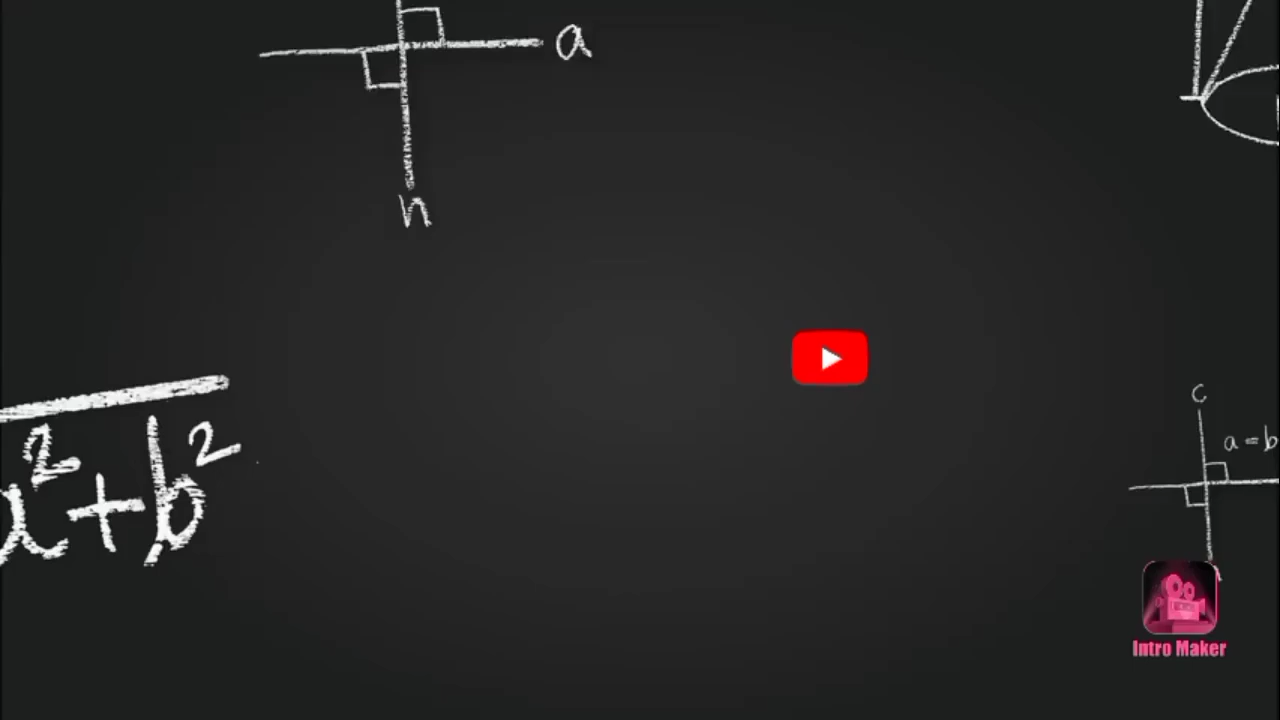 a
n
a²+b²
c
a=b
Intro Maker